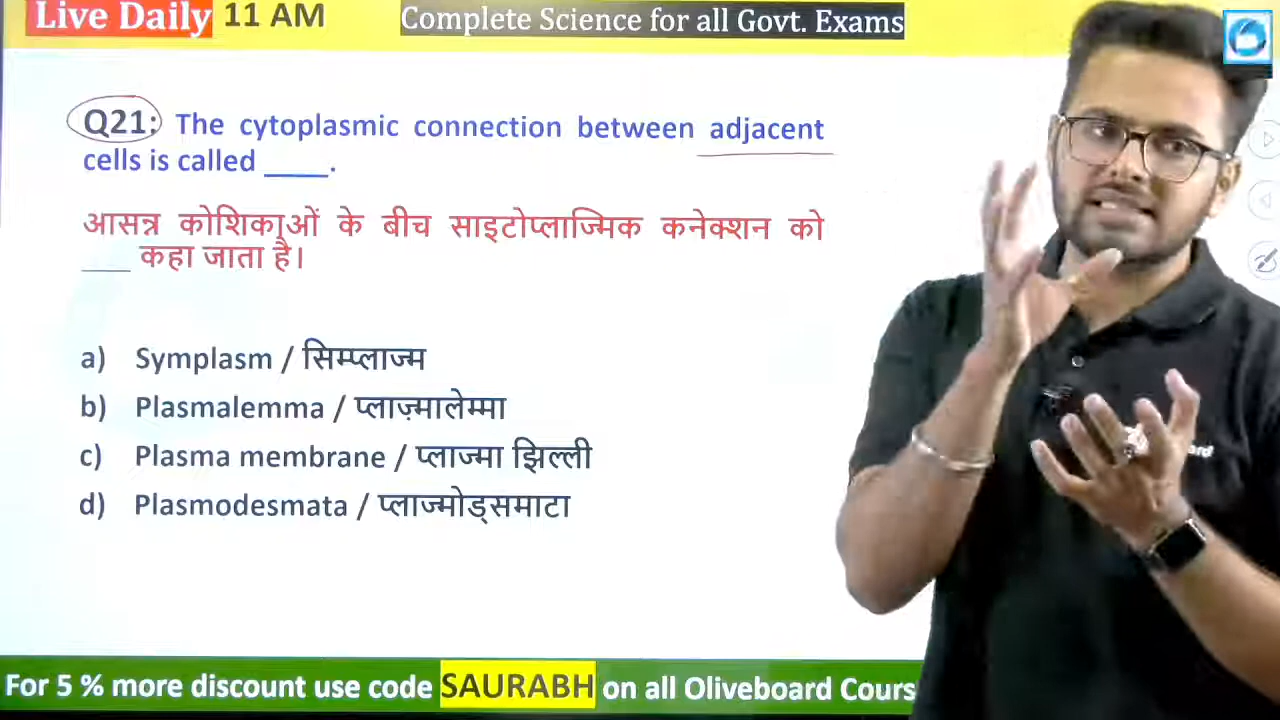 Live Daily 11 AM
Complete Science for all Govt. Exams
Q21: The cytoplasmic connection between adjacent
cells is called ____.
आसन्न कोशिकाओं के बीच साइटोप्लाज्मिक कनेक्शन को
___ कहा जाता है।
a) Symplasm / सिम्प्लाज्म
b) Plasmalemma / प्लाज़्मालेम्मा
c) Plasma membrane / प्लाज्मा झिल्ली
d) Plasmodesmata / प्लाज्मोड्समाटा
For 5 % more discount use code SAURABH on all Oliveboard Cours